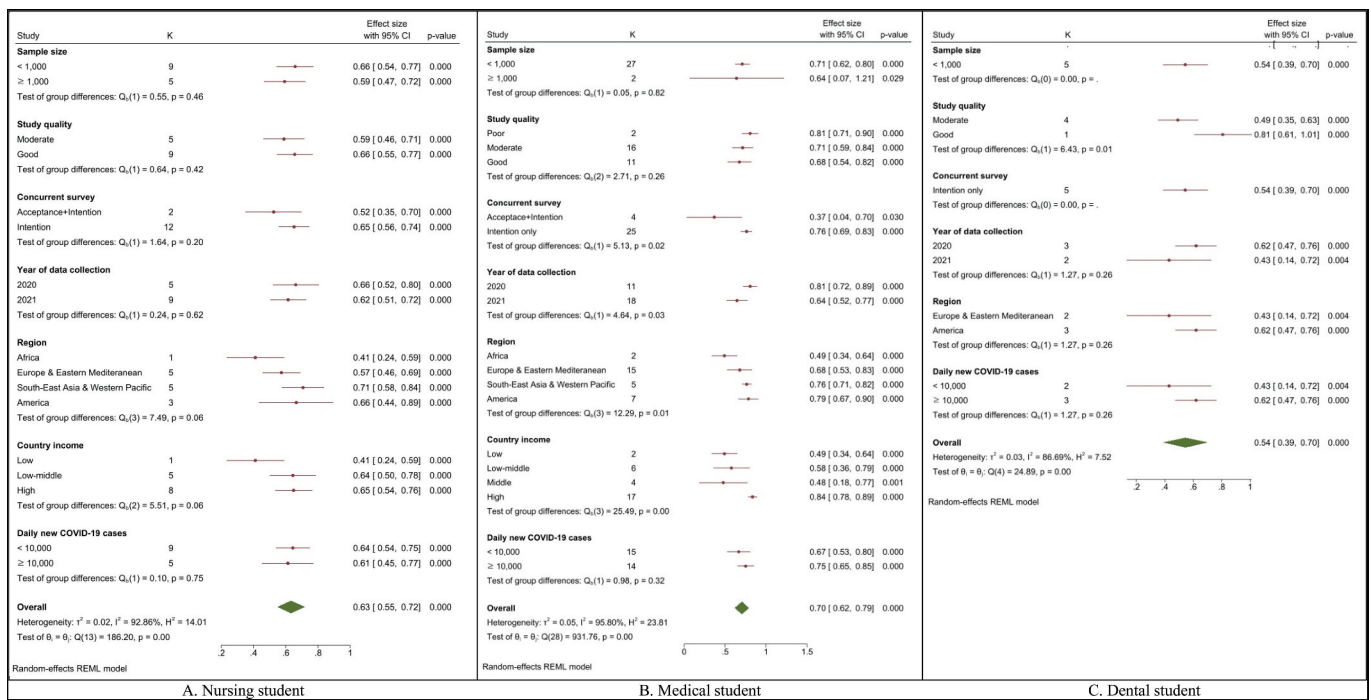 Effect size
Study K with 95% CI p-value
Sample size
< 1,000 9 0.66 [ 0.54, 0.77] 0.000
≥ 1,000 5 0.59 [ 0.47, 0.72] 0.000
Test of group differences: Qb(1) = 0.55, p = 0.46
Study quality
Moderate 5 0.59 [ 0.46, 0.71] 0.000
Good 9 0.66 [ 0.55, 0.77] 0.000
Test of group differences: Qb(1) = 0.64, p = 0.42
Concurrent survey
Acceptance+Intention 2 0.52 [ 0.35, 0.70] 0.000
Intention 12 0.65 [ 0.56, 0.74] 0.000
Test of group differences: Qb(1) = 1.64, p = 0.20
Year of data collection
2020 5 0.66 [ 0.52, 0.80] 0.000
2021 9 0.62 [ 0.51, 0.72] 0.000
Test of group differences: Qb(1) = 0.24, p = 0.62
Region
Africa 1 0.41 [ 0.24, 0.59] 0.000
Europe & Eastern Mediterranean 5 0.57 [ 0.46, 0.69] 0.000
South-East Asia & Western Pacific 5 0.71 [ 0.58, 0.84] 0.000
America 3 0.66 [ 0.44, 0.89] 0.000
Test of group differences: Qb(3) = 7.49, p = 0.06
Country income
Low 1 0.41 [ 0.24, 0.59] 0.000
Low-middle 5 0.64 [ 0.50, 0.78] 0.000
High 8 0.65 [ 0.54, 0.76] 0.000
Test of group differences: Qb(2) = 5.51, p = 0.06
Daily new COVID-19 cases
< 10,000 9 0.64 [ 0.54, 0.75] 0.000
≥ 10,000 5 0.61 [ 0.45, 0.77] 0.000
Test of group differences: Qb(1) = 0.10, p = 0.75
Overall 0.63 [ 0.55, 0.72] 0.000
Heterogeneity: τ² = 0.02, I² = 92.86%, H² = 14.01
Test of θi = θj: Q(13) = 186.20, p = 0.00
.2 .4 .6 .8 1
Random-effects REML model
A. Nursing student
Effect size
Study K with 95% CI p-value
Sample size
< 1,000 27 0.71 [ 0.62, 0.80] 0.000
≥ 1,000 2 0.64 [ 0.07, 1.21] 0.029
Test of group differences: Qb(1) = 0.05, p = 0.82
Study quality
Poor 2 0.81 [ 0.71, 0.90] 0.000
Moderate 16 0.71 [ 0.59, 0.84] 0.000
Good 11 0.68 [ 0.54, 0.82] 0.000
Test of group differences: Qb(2) = 2.71, p = 0.26
Concurrent survey
Acceptace+Intention 4 0.37 [ 0.04, 0.70] 0.030
Intention only 25 0.76 [ 0.69, 0.83] 0.000
Test of group differences: Qb(1) = 5.13, p = 0.02
Year of data collection
2020 11 0.81 [ 0.72, 0.89] 0.000
2021 18 0.64 [ 0.52, 0.77] 0.000
Test of group differences: Qb(1) = 4.64, p = 0.03
Region
Africa 2 0.49 [ 0.34, 0.64] 0.000
Europe & Eastern Mediterranean 15 0.68 [ 0.53, 0.83] 0.000
South-East Asia & Western Pacific 5 0.76 [ 0.71, 0.82] 0.000
America 7 0.79 [ 0.67, 0.90] 0.000
Test of group differences: Qb(3) = 12.29, p = 0.01
Country income
Low 2 0.49 [ 0.34, 0.64] 0.000
Low-middle 6 0.58 [ 0.36, 0.79] 0.000
Middle 4 0.48 [ 0.18, 0.77] 0.001
High 17 0.84 [ 0.78, 0.89] 0.000
Test of group differences: Qb(3) = 25.49, p = 0.00
Daily new COVID-19 cases
< 10,000 15 0.67 [ 0.53, 0.80] 0.000
≥ 10,000 14 0.75 [ 0.65, 0.85] 0.000
Test of group differences: Qb(1) = 0.98, p = 0.32
Overall 0.70 [ 0.62, 0.79] 0.000
Heterogeneity: τ² = 0.05, I² = 95.80%, H² = 23.81
Test of θi = θj: Q(28) = 931.76, p = 0.00
0 .5 1 1.5
Random-effects REML model
B. Medical student
Effect size
Study K with 95% CI p-value
Sample size
< 1,000 5 0.54 [ 0.39, 0.70] 0.000
Test of group differences: Qb(0) = 0.00, p = .
Study quality
Moderate 4 0.49 [ 0.35, 0.63] 0.000
Good 1 0.81 [ 0.61, 1.01] 0.000
Test of group differences: Qb(1) = 6.43, p = 0.01
Concurrent survey
Intention only 5 0.54 [ 0.39, 0.70] 0.000
Test of group differences: Qb(0) = 0.00, p = .
Year of data collection
2020 3 0.62 [ 0.47, 0.76] 0.000
2021 2 0.43 [ 0.14, 0.72] 0.004
Test of group differences: Qb(1) = 1.27, p = 0.26
Region
Europe & Eastern Mediterranean 2 0.43 [ 0.14, 0.72] 0.004
America 3 0.62 [ 0.47, 0.76] 0.000
Test of group differences: Qb(1) = 1.27, p = 0.26
Daily new COVID-19 cases
< 10,000 2 0.43 [ 0.14, 0.72] 0.004
≥ 10,000 3 0.62 [ 0.47, 0.76] 0.000
Test of group differences: Qb(1) = 1.27, p = 0.26
Overall 0.54 [ 0.39, 0.70] 0.000
Heterogeneity: τ² = 0.03, I² = 86.69%, H² = 7.52
Test of θi = θj: Q(4) = 24.89, p = 0.00
.2 .4 .6 .8 1
Random-effects REML model
C. Dental student